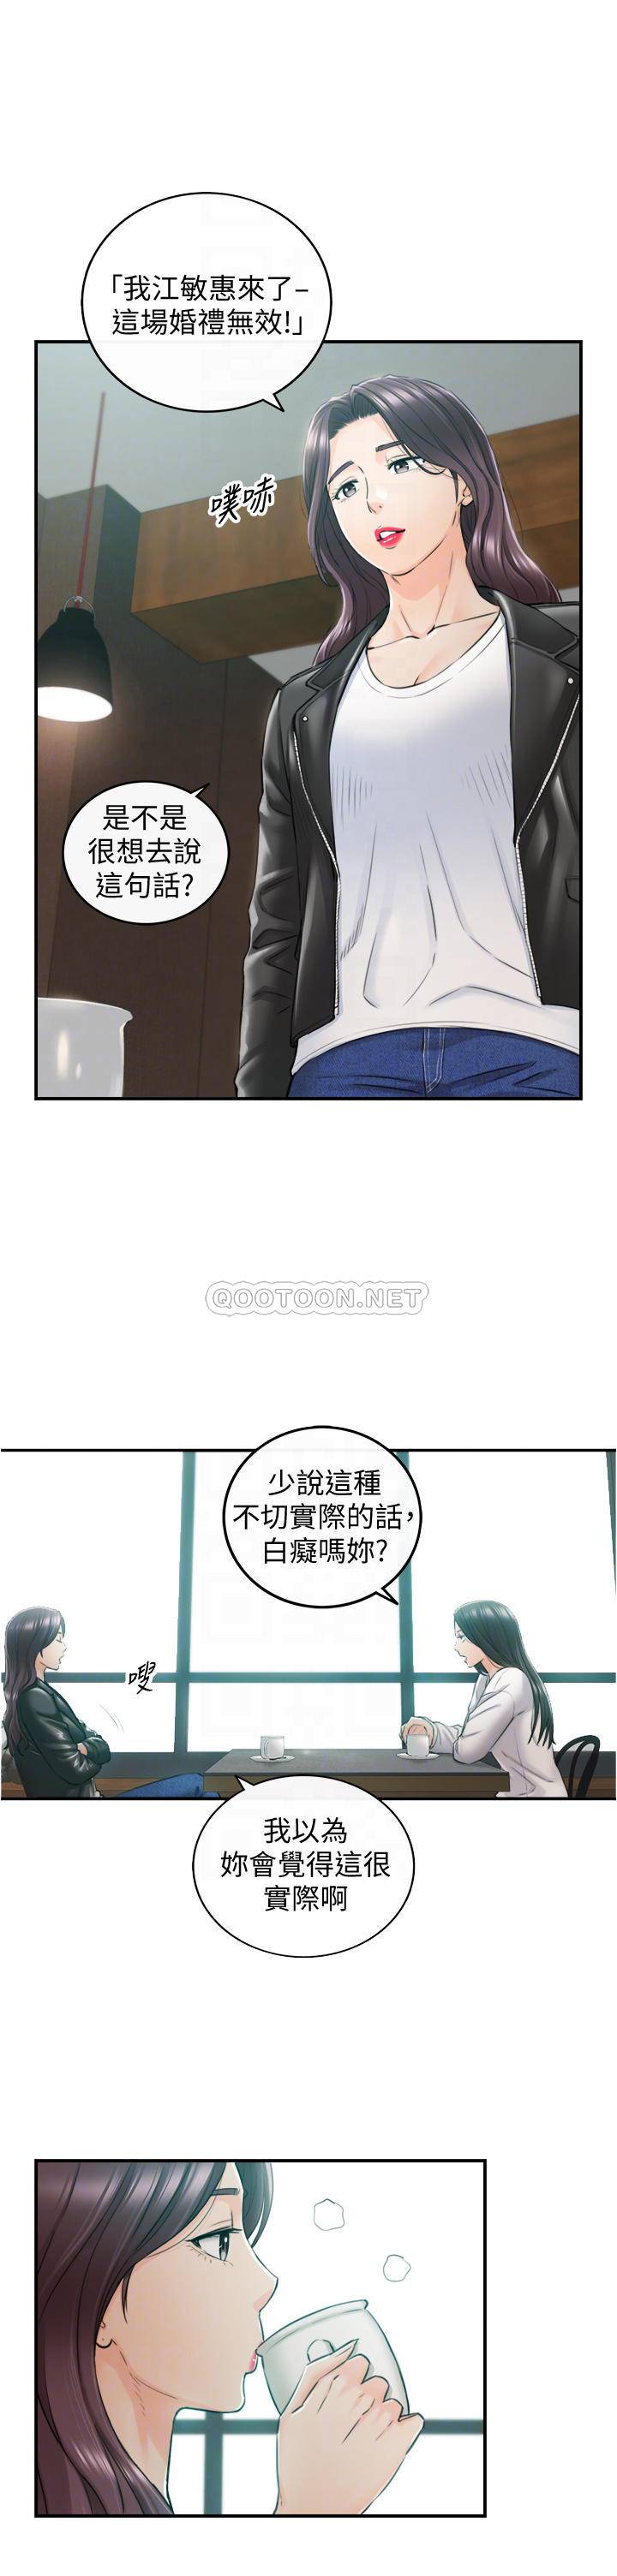 「我江敏惠來了-
這場婚禮無效!」
噗哧
是不是
很想去說
這句話?
QOOTOON.NET
少說這種
不切實際的話，
白癡嗎妳?
嗖
我以為
妳會覺得這很
實際啊